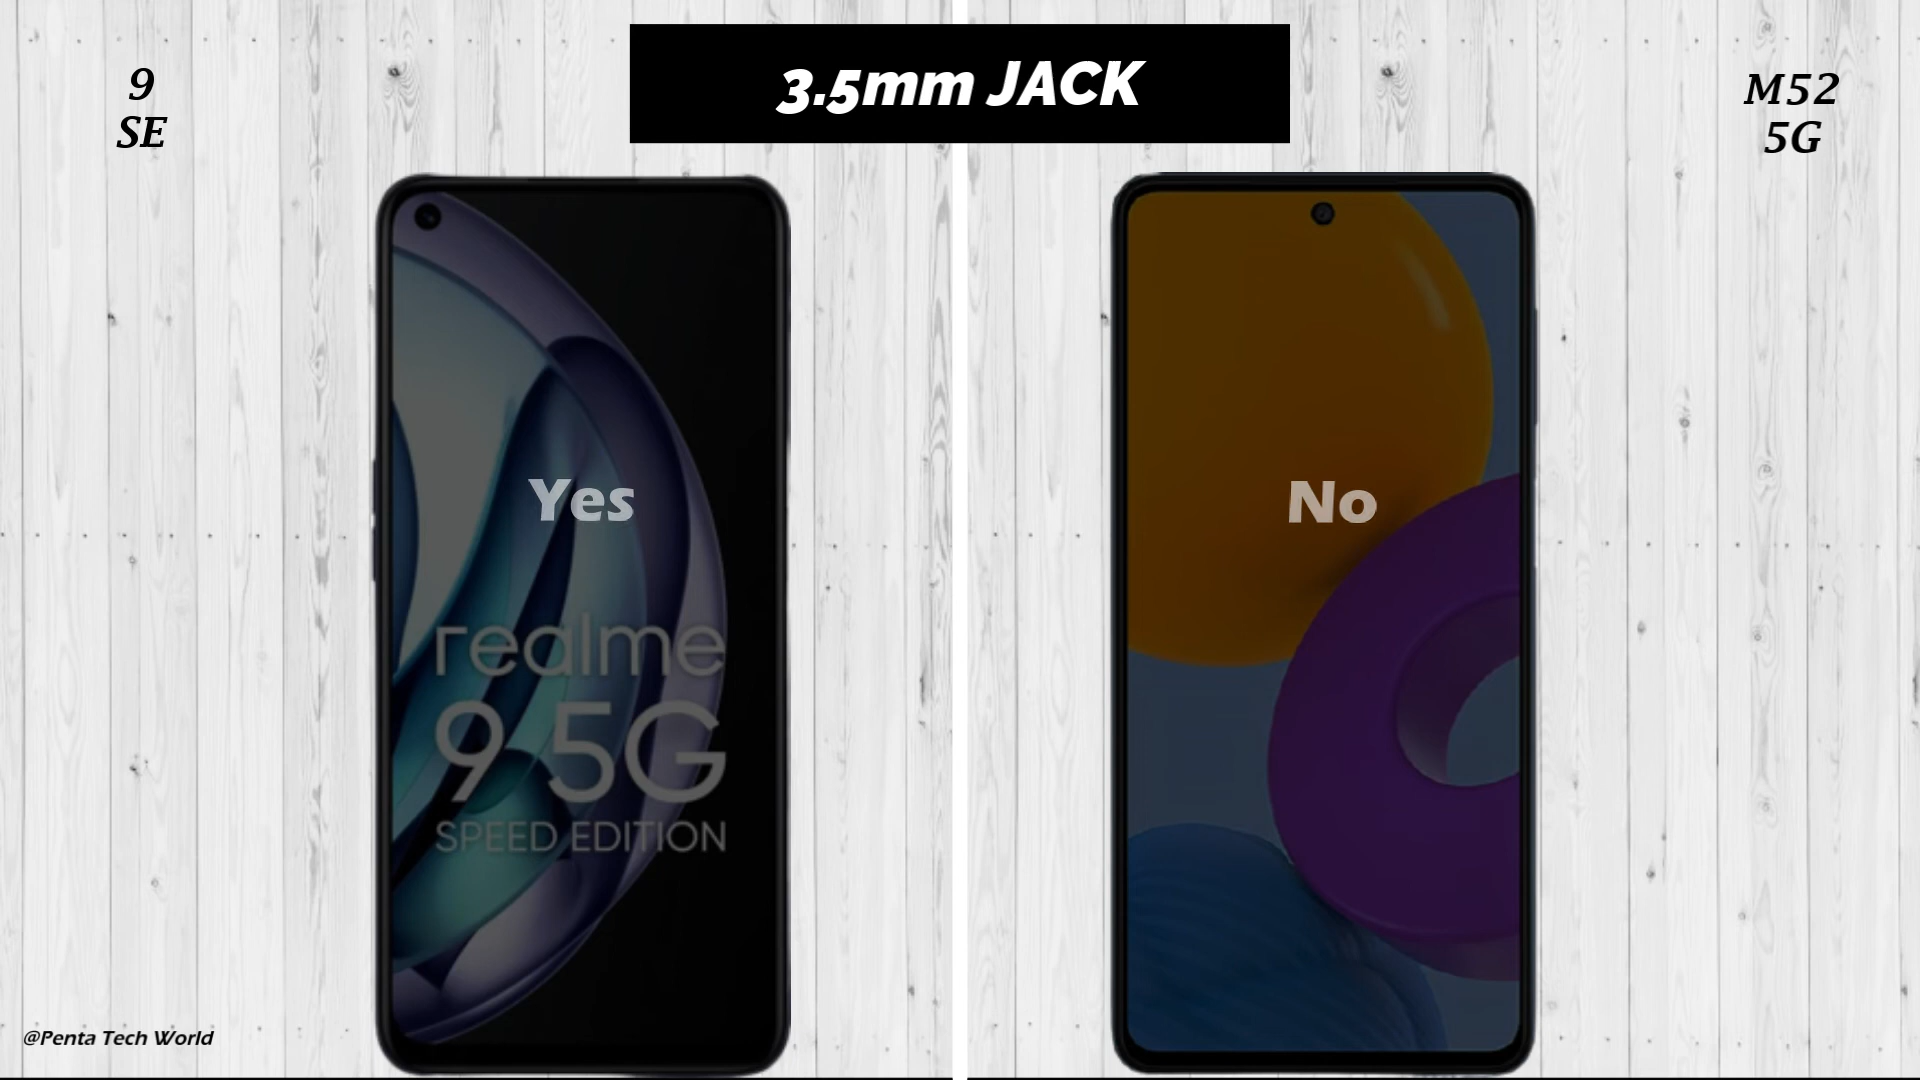 3.5mm JACK
9
SE
M52
5G
Yes
No
realme
9 5G
SPEED EDITION
@Penta Tech World